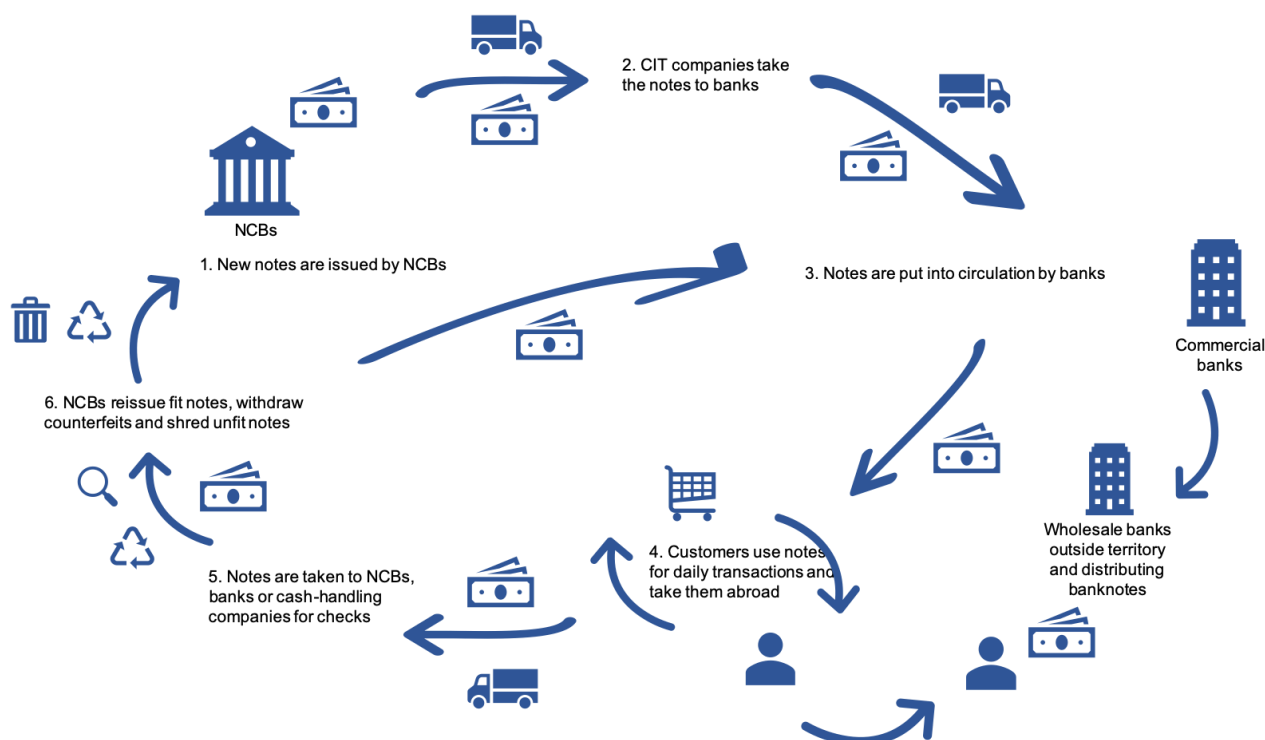 2. CIT companies take
the notes to banks
NCBs
1. New notes are issued by NCBs
3. Notes are put into circulation by banks
Commercial
banks
6. NCBs reissue fit notes, withdraw
counterfeits and shred unfit notes
Wholesale banks
outside territory
and distributing
banknotes
4. Customers use notes
for daily transactions and
take them abroad
5. Notes are taken to NCBs,
banks or cash-handling
companies for checks